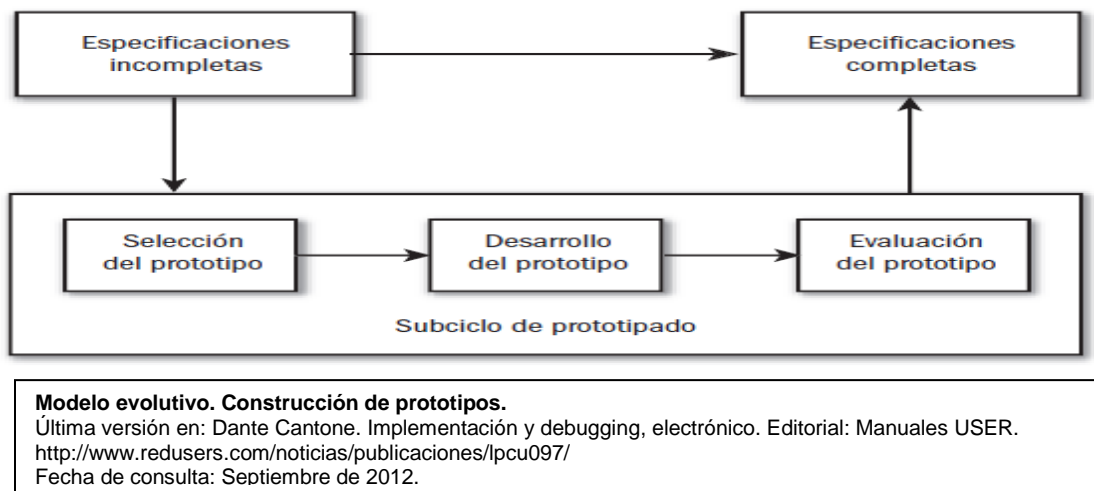 Especificaciones
incompletas
Especificaciones
completas
Selección
del prototipo
Desarrollo
del prototipo
Evaluación
del prototipo
Subciclo de prototipado
Modelo evolutivo. Construcción de prototipos.
Última versión en: Dante Cantone. Implementación y debugging, electrónico. Editorial: Manuales USER.
http://www.redusers.com/noticias/publicaciones/lpcu097/
Fecha de consulta: Septiembre de 2012.